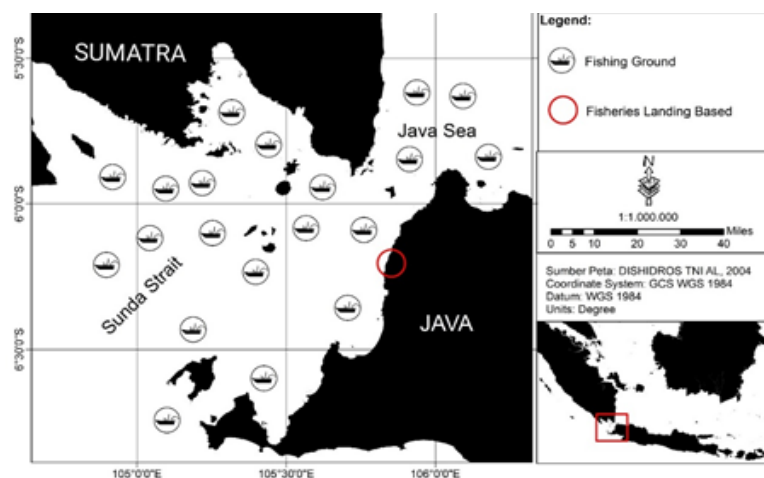 SUMATRA
Java Sea
Sunda Strait
JAVA
5°30'0"S
6°0'0"S
6°30'0"S
105°0'0"E
105°30'0"E
106°0'0"E
Legend:
Fishing Ground
Fisheries Landing Based
N
1:1.000.000
Miles
0 5 10 20 30 40
Sumber Peta: DISHIDROS TNI AL, 2004
Coordinate System: GCS WGS 1984
Datum: WGS 1984
Units: Degree